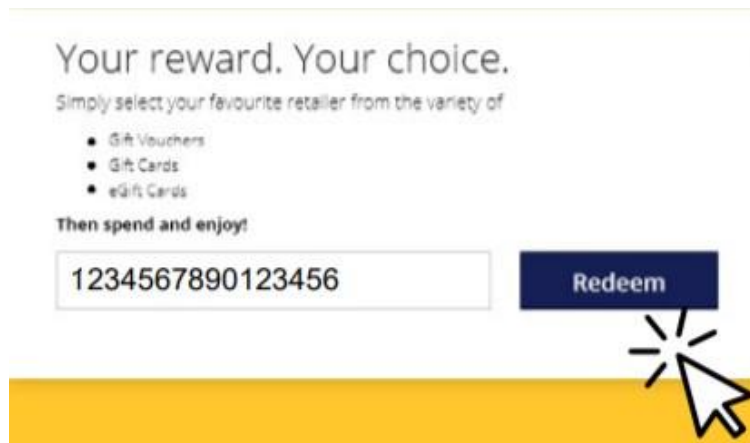 Your reward. Your choice.
Simply select your favourite retailer from the variety of
Gift Vouchers
Gift Cards
eGift Cards
Then spend and enjoy!
1234567890123456
Redeem